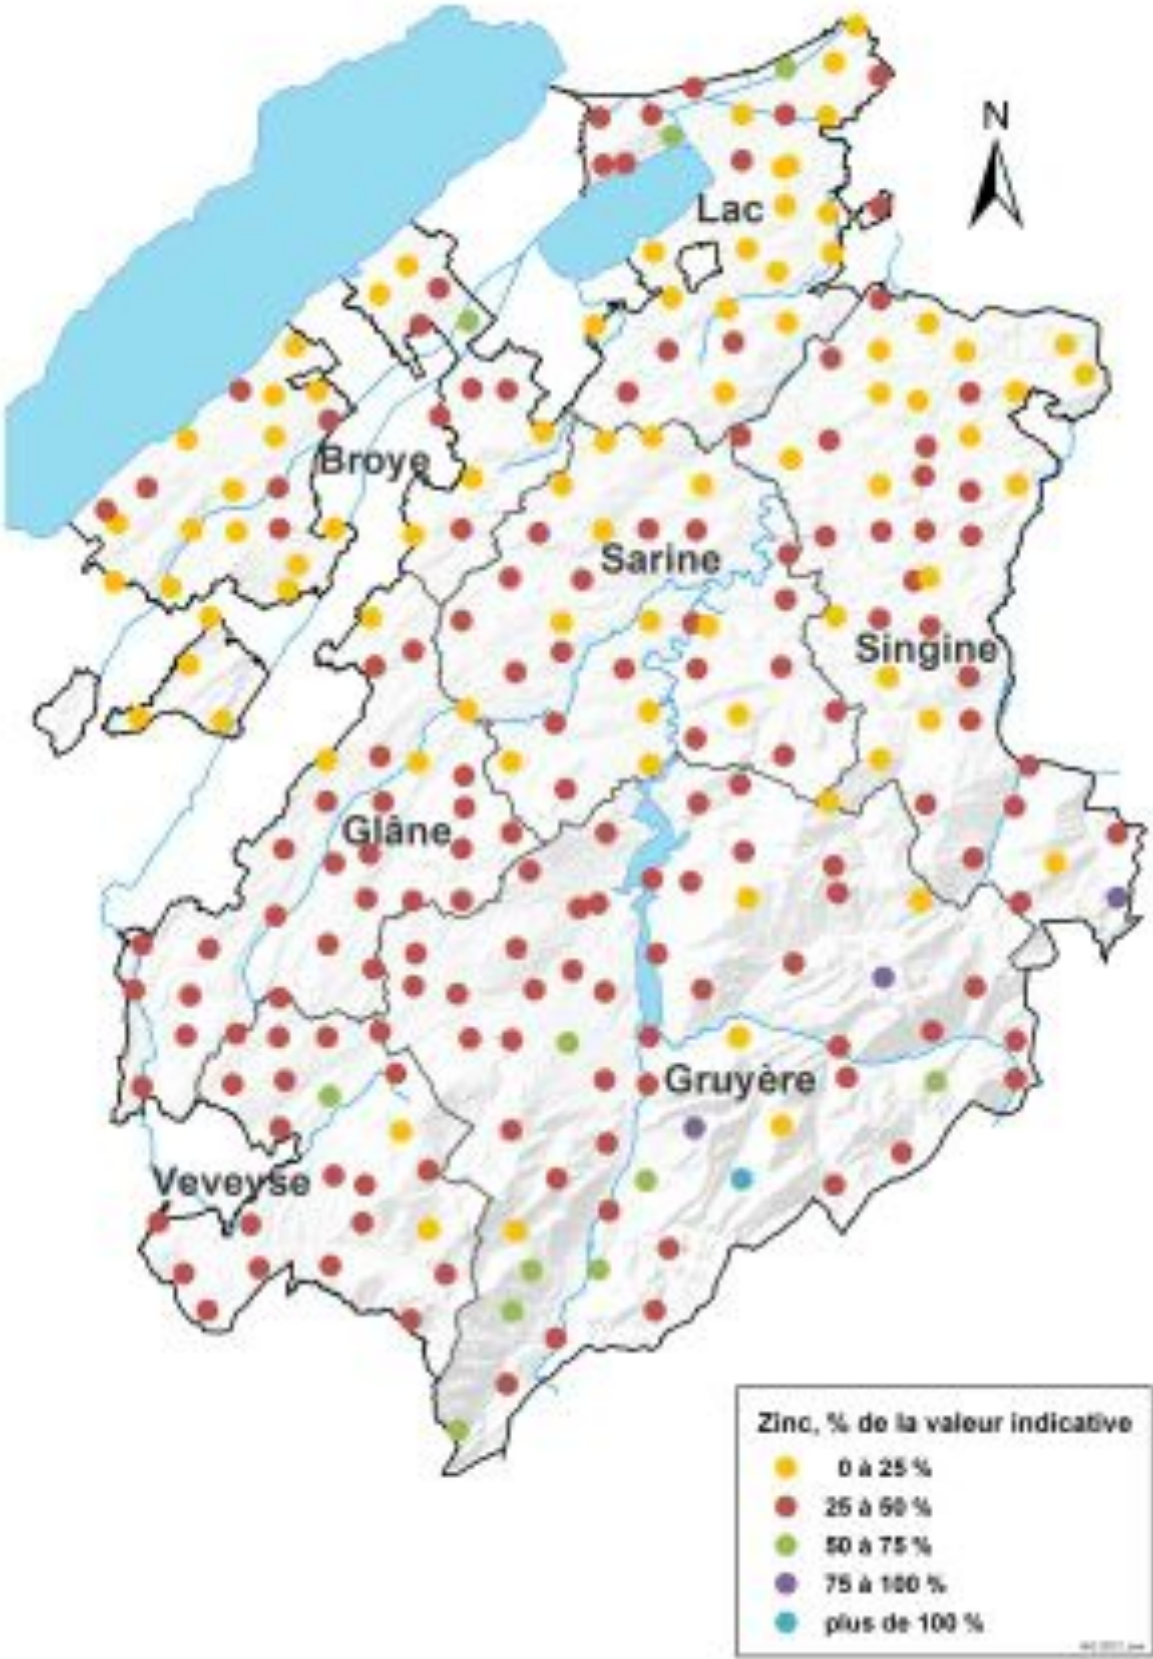 N
Lac
Broye
Sarine
Singine
Glâne
Gruyère
Veveyse
Zinc, % de la valeur indicative
0 à 25 %
25 à 50 %
50 à 75 %
75 à 100 %
plus de 100 %